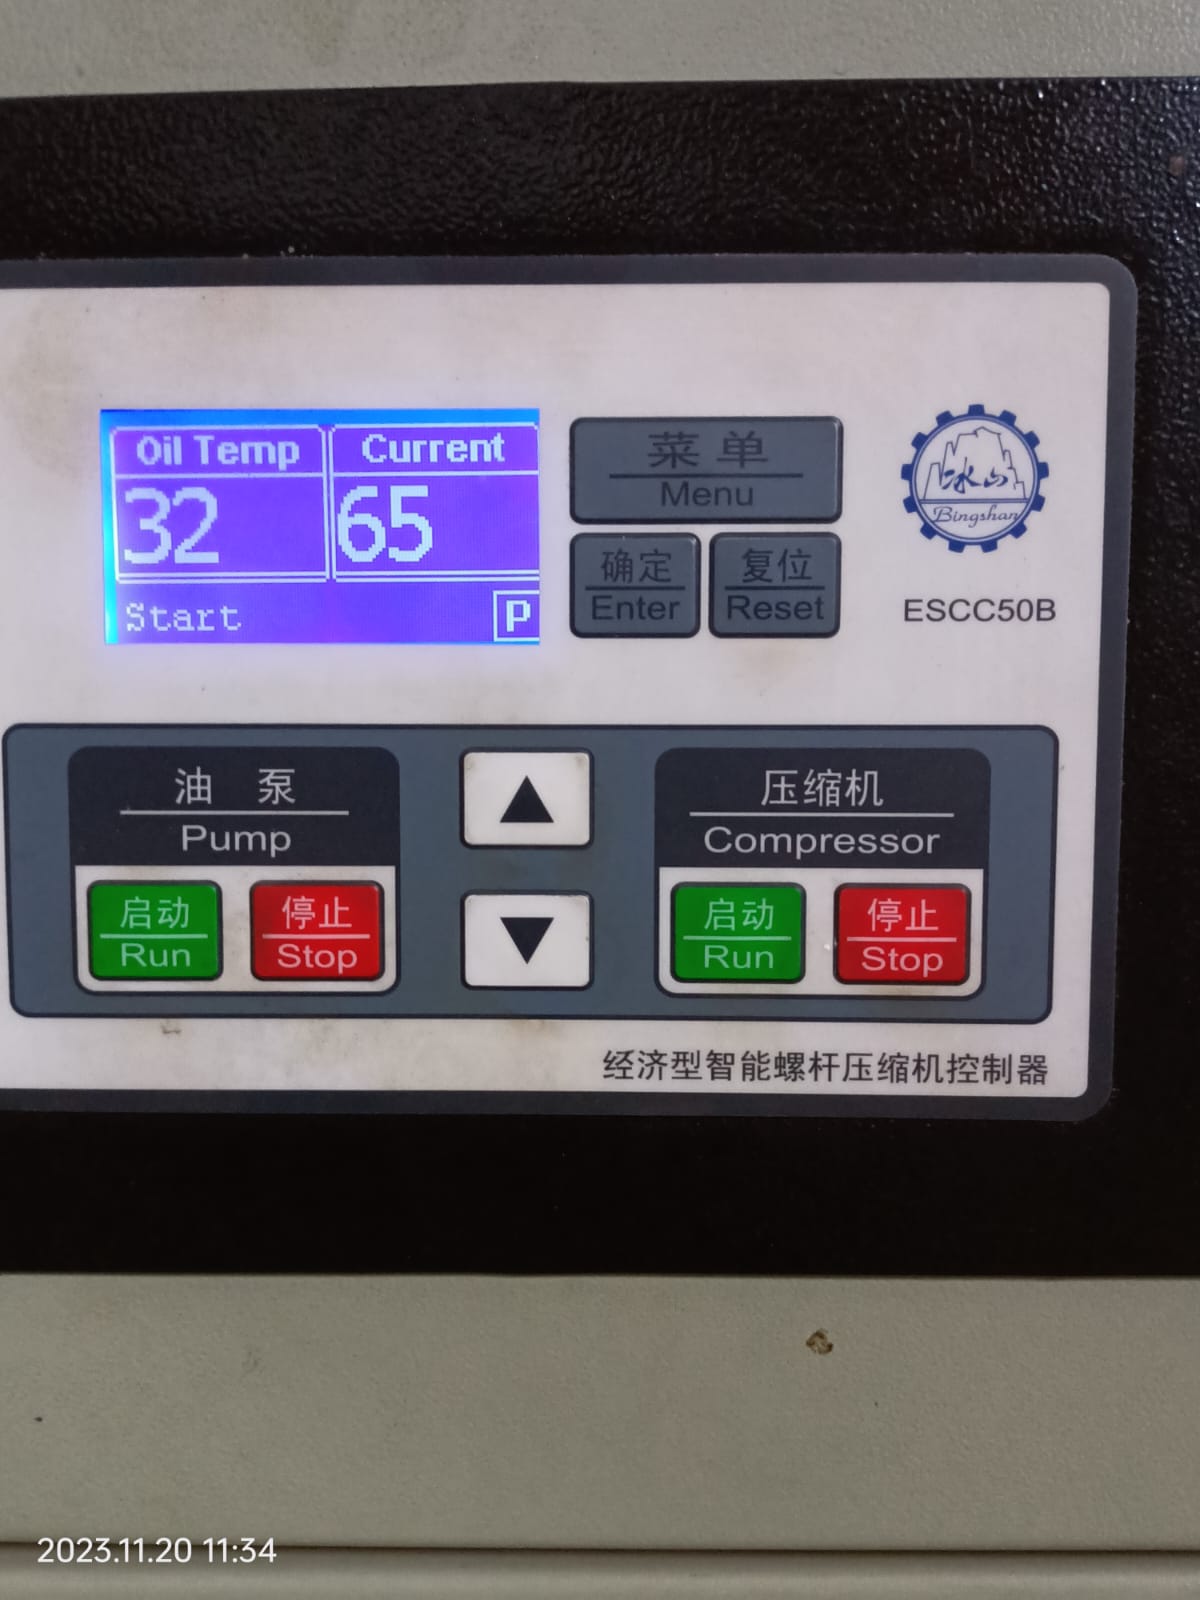 Oil Temp
Current
32
65
Start
P
菜单
Menu
确定
Enter
复位
Reset
冰山
Bingshan
ESCC50B
油 泵
Pump
启动
Run
停止
Stop
▲
▼
压缩机
Compressor
启动
Run
停止
Stop
经济型智能螺杆压缩机控制器
2023.11.20 11:34